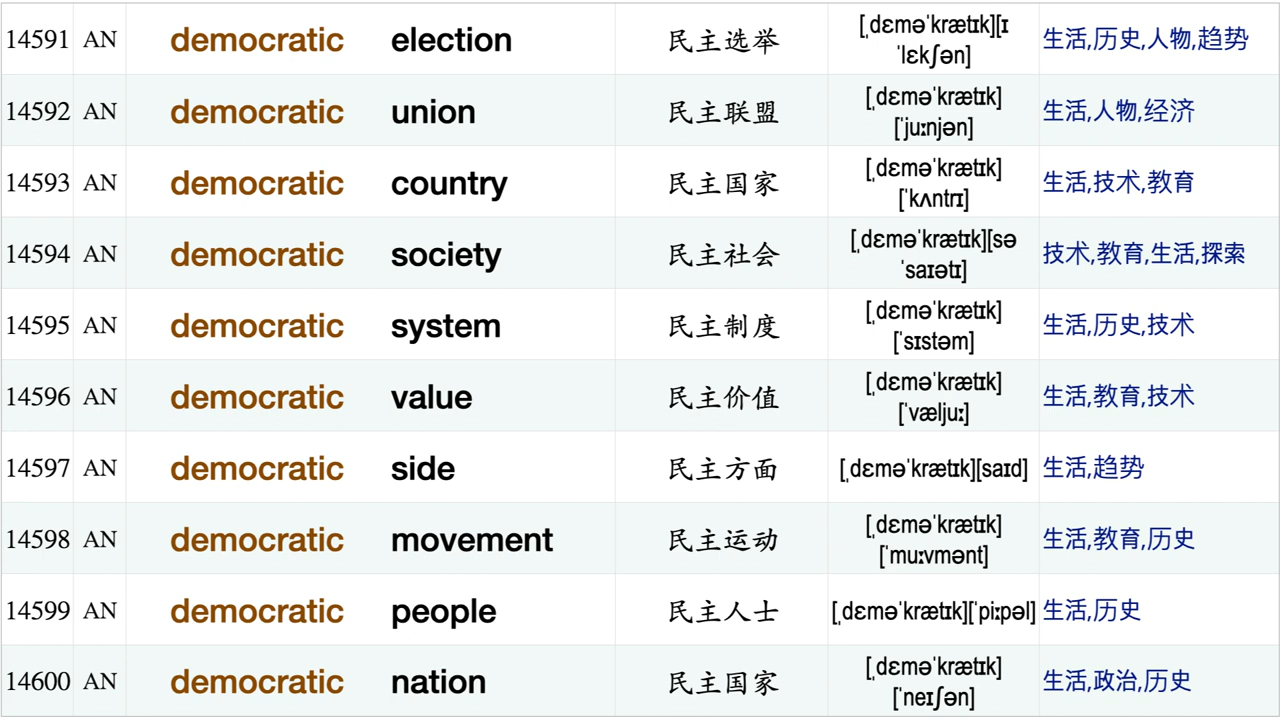 14591 AN democratic election 民主选举 [ˌdɛməˈkrætɪk][ɪ
ˈlɛkʃən] 生活,历史,人物,趋势
14592 AN democratic union 民主联盟 [ˌdɛməˈkrætɪk]
[ˈjuːnjən] 生活,人物,经济
14593 AN democratic country 民主国家 [ˌdɛməˈkrætɪk]
[ˈkʌntrɪ] 生活,技术,教育
14594 AN democratic society 民主社会 [ˌdɛməˈkrætɪk][sə
ˈsaɪətɪ] 技术,教育,生活,探索
14595 AN democratic system 民主制度 [ˌdɛməˈkrætɪk]
[ˈsɪstəm] 生活,历史,技术
14596 AN democratic value 民主价值 [ˌdɛməˈkrætɪk]
[ˈvæljuː] 生活,教育,技术
14597 AN democratic side 民主方面 [ˌdɛməˈkrætɪk][saɪd] 生活,趋势
14598 AN democratic movement 民主运动 [ˌdɛməˈkrætɪk]
[ˈmuːvmənt] 生活,教育,历史
14599 AN democratic people 民主人士 [ˌdɛməˈkrætɪk][ˈpiːpəl] 生活,历史
14600 AN democratic nation 民主国家 [ˌdɛməˈkrætɪk]
[ˈneɪʃən] 生活,政治,历史